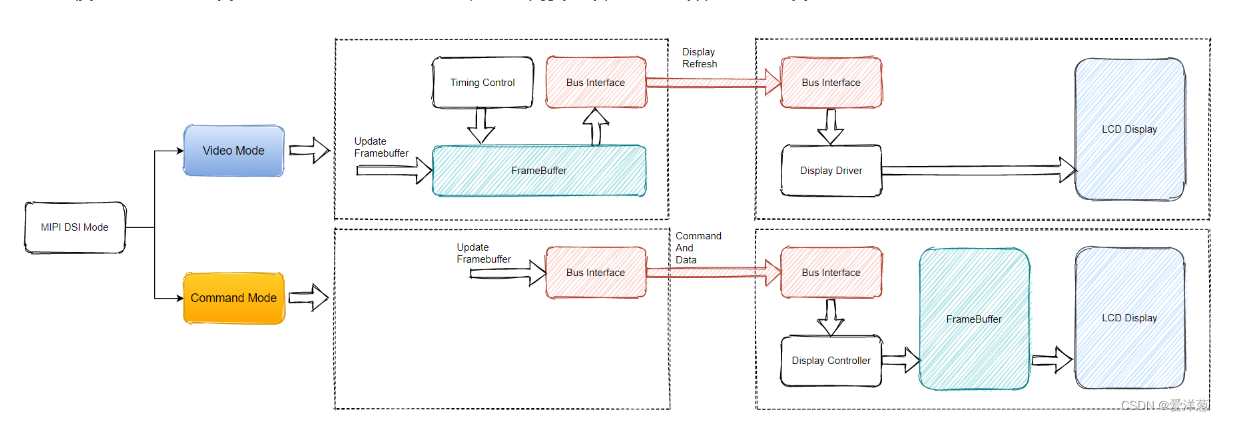 Display
Refresh
Timing Control
Bus Interface
Bus Interface
LCD Display
Video Mode
Update
Framebuffer
FrameBuffer
Display Driver
MIPI DSI Mode
Command
And
Data
Update
Framebuffer
Bus Interface
Bus Interface
Command Mode
FrameBuffer
LCD Display
Display Controller
CSDN @爱洋葱